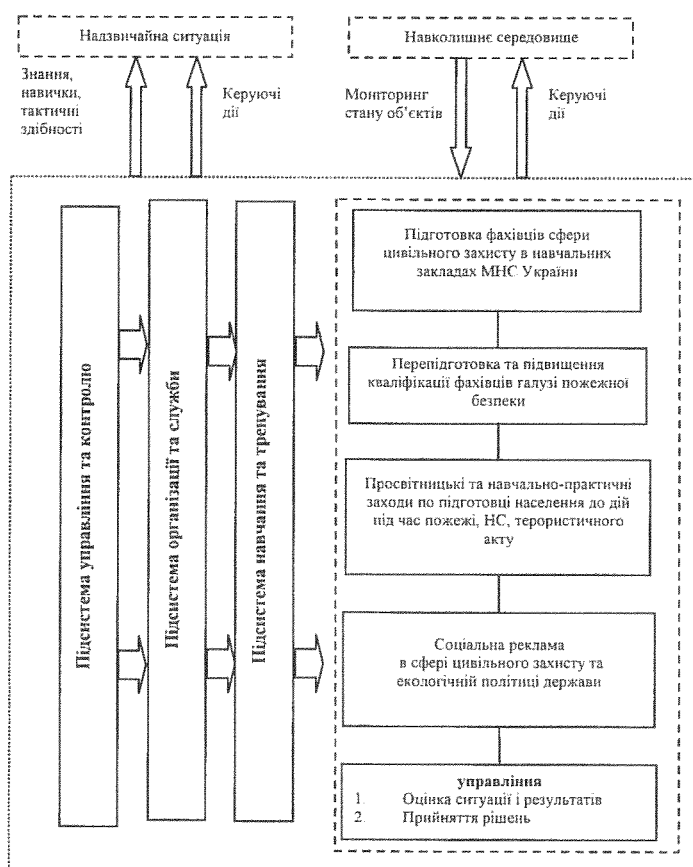 Надзвичайна ситуація
Навколишнє середовище
Знання,
навички,
тактичні
здібності
Керуючі
дії
Моніторинг
стану об'єктів
Керуючі
дії
Підсистема управління та контролю
Підсистема організації та служби
Підсистема навчання та тренування
Підготовка фахівців сфери
цивільного захисту в навчальних
закладах МНС України
Перепідготовка та підвищення
кваліфікації фахівців галузі пожежної
безпеки
Просвітницькі та навчально-практичні
заходи по підготовці населення до дій
під час пожежі, НС, терористичного
акту
Соціальна реклама
в сфері цивільного захисту та
екологічній політиці держави
управління
1. Оцінка ситуації і результатів
2. Прийняття рішень